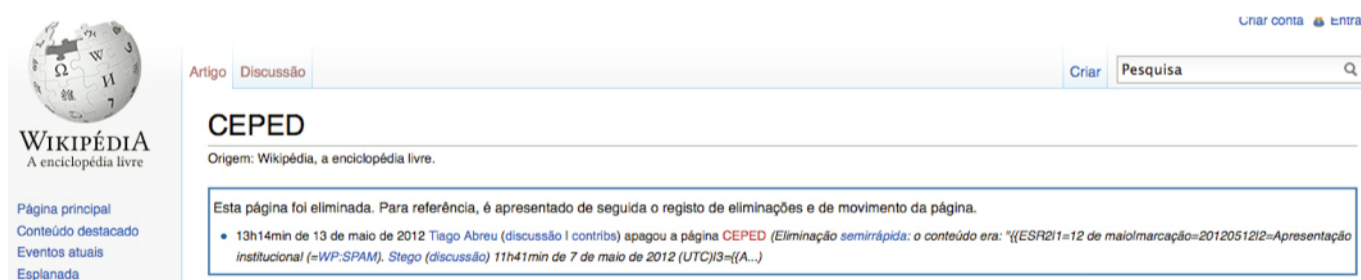 Criar conta Entra
Artigo Discussão Criar Pesquisa
CEPED
WIKIPÉDIA
A enciclopédia livre
Origem: Wikipédia, a enciclopédia livre.
Página principal
Conteúdo destacado
Eventos atuais
Esplanada
Esta página foi eliminada. Para referência, é apresentado de seguida o registo de eliminações e de movimento da página.
13h14min de 13 de maio de 2012 Tiago Abreu (discussão | contribs) apagou a página CEPED (Eliminação semirrápida: o conteúdo era: "{{ESR2|1=12 de maio|marcação=20120512|2=Apresentação
institucional (=WP:SPAM). Stego (discussão) 11h41min de 7 de maio de 2012 (UTC)|3={{A...)